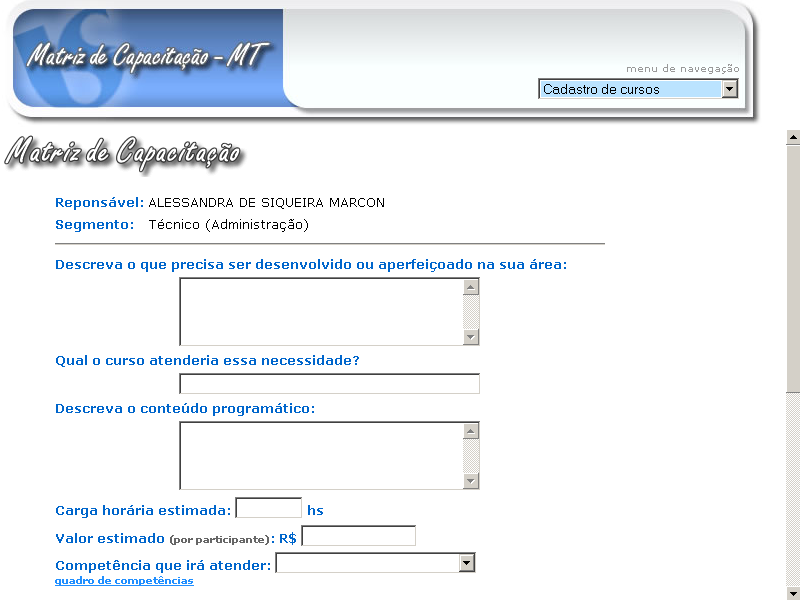 Matriz de Capacitação - MT
menu de navegação
Cadastro de cursos
Matriz de Capacitação
Reponsável: ALESSANDRA DE SIQUEIRA MARCON
Segmento: Técnico (Administração)
Descreva o que precisa ser desenvolvido ou aperfeiçoado na sua área:
Qual o curso atenderia essa necessidade?
Descreva o conteúdo programático:
Carga horária estimada: hs
Valor estimado (por participante): R$
Competência que irá atender:
quadro de competências